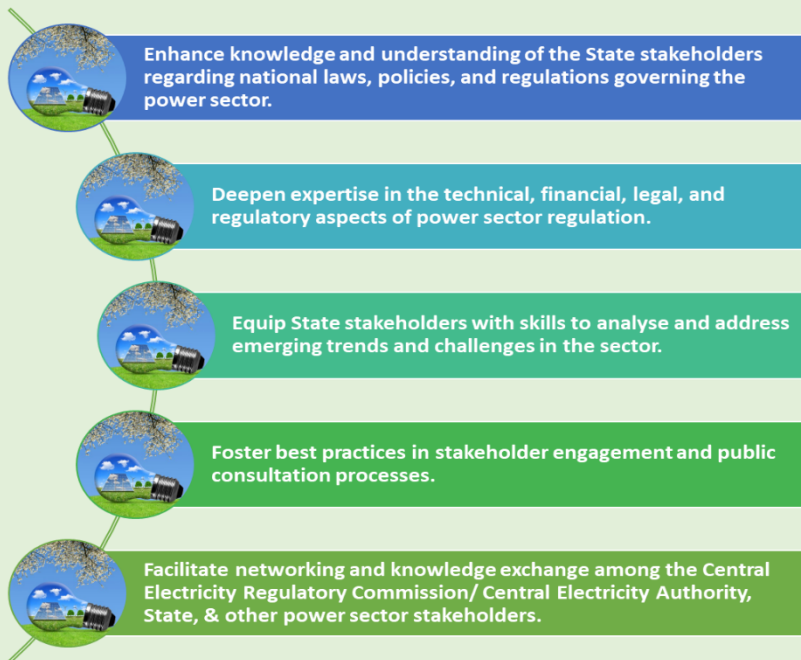 Enhance knowledge and understanding of the State stakeholders
regarding national laws, policies, and regulations governing the
power sector.
Deepen expertise in the technical, financial, legal, and
regulatory aspects of power sector regulation.
Equip State stakeholders with skills to analyse and address
emerging trends and challenges in the sector.
Foster best practices in stakeholder engagement and public
consultation processes.
Facilitate networking and knowledge exchange among the Central
Electricity Regulatory Commission/ Central Electricity Authority,
State, & other power sector stakeholders.